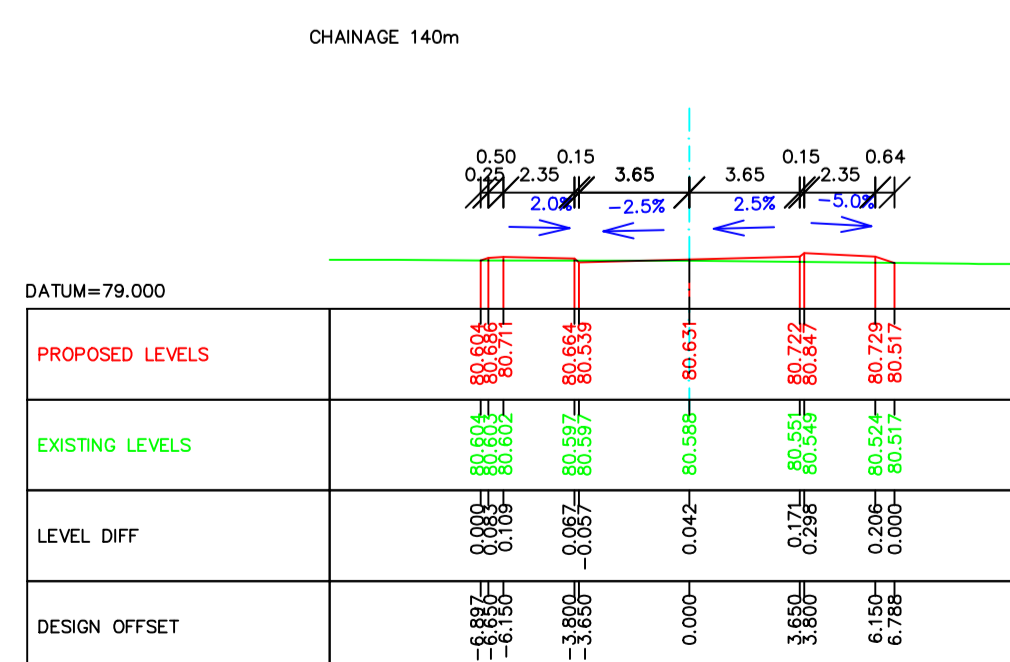 CHAINAGE 140m
0.50 0.15 0.15 0.64
0.25 2.35 3.65 3.65 2.35
2.0% -2.5% 2.5% -5.0%
DATUM=79.000
PROPOSED LEVELS 80.604 80.686 80.711 80.664 80.539 80.631 80.722 80.847 80.729 80.517
EXISTING LEVELS 80.604 80.603 80.602 80.597 80.597 80.588 80.551 80.549 80.524 80.517
LEVEL DIFF 0.000 0.083 0.109 0.067 -0.057 0.042 0.171 0.298 0.206 0.000
DESIGN OFFSET -6.897 -6.650 -6.150 -3.800 -3.650 0.000 3.650 3.800 6.150 6.788